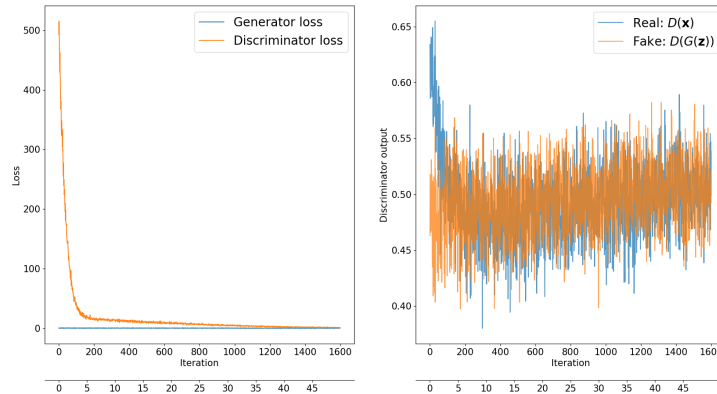 Generator loss
Discriminator loss
500
400
300
200
100
0
Loss
0 200 400 600 800 1000 1200 1400 1600
Iteration
0 5 10 15 20 25 30 35 40 45
Real: D(x)
Fake: D(G(z))
0.65
0.60
0.55
0.50
0.45
0.40
Discriminator output
0 200 400 600 800 1000 1200 1400 1600
Iteration
0 5 10 15 20 25 30 35 40 45